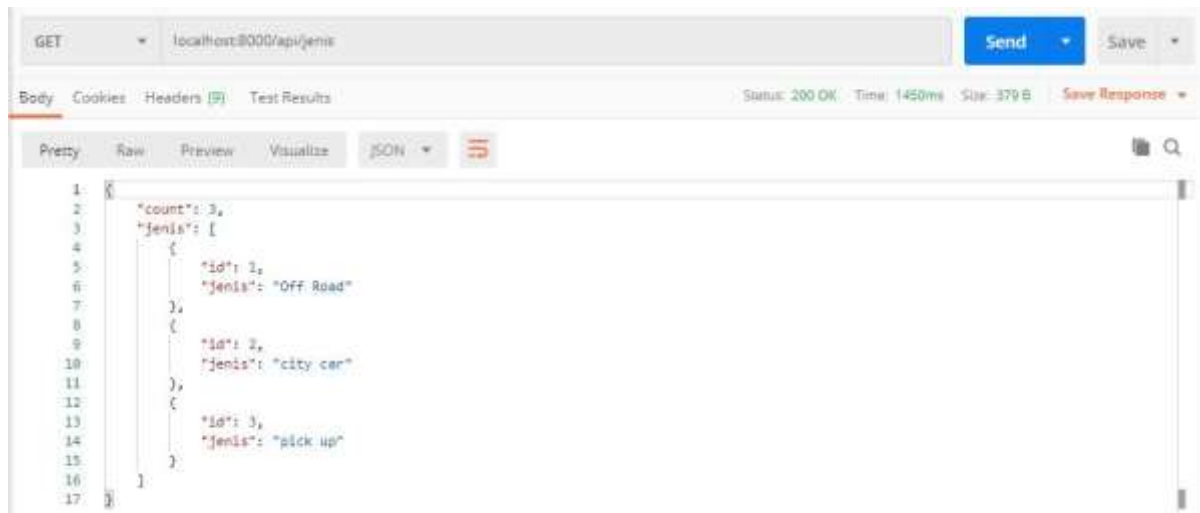 GET localhost:8000/api/jenis Send Save
Body Cookies Headers (9) Test Results Status: 200 OK Time: 1450ms Size: 379 B Save Response
Pretty Raw Preview Visualize JSON
1 {
2 "count": 3,
3 "jenis": [
4 {
5 "id": 1,
6 "jenis": "Off Road"
7 },
8 {
9 "id": 2,
10 "jenis": "city car"
11 },
12 {
13 "id": 3,
14 "jenis": "pick up"
15 }
16 ]
17 }